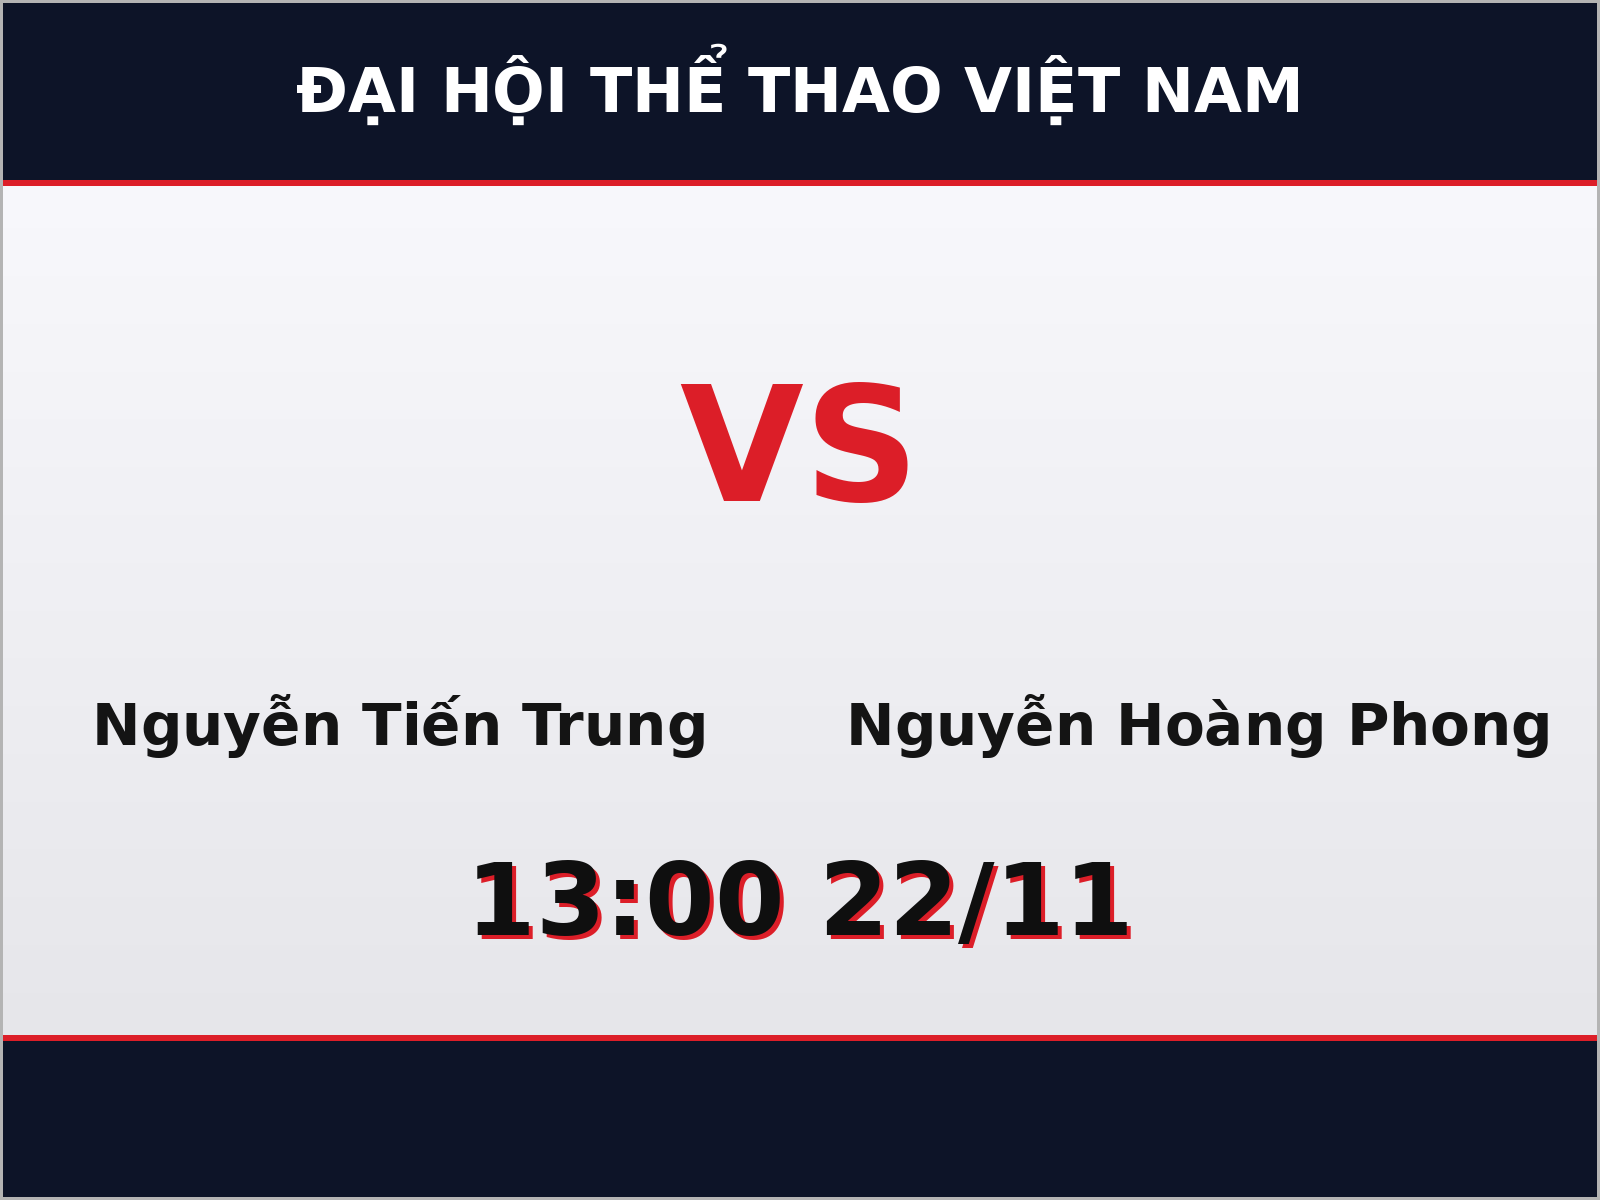 ĐẠI HỘI THỂ THAO VIỆT NAM
VS
Nguyễn Tiến Trung
Nguyễn Hoàng Phong
13:00 22/11